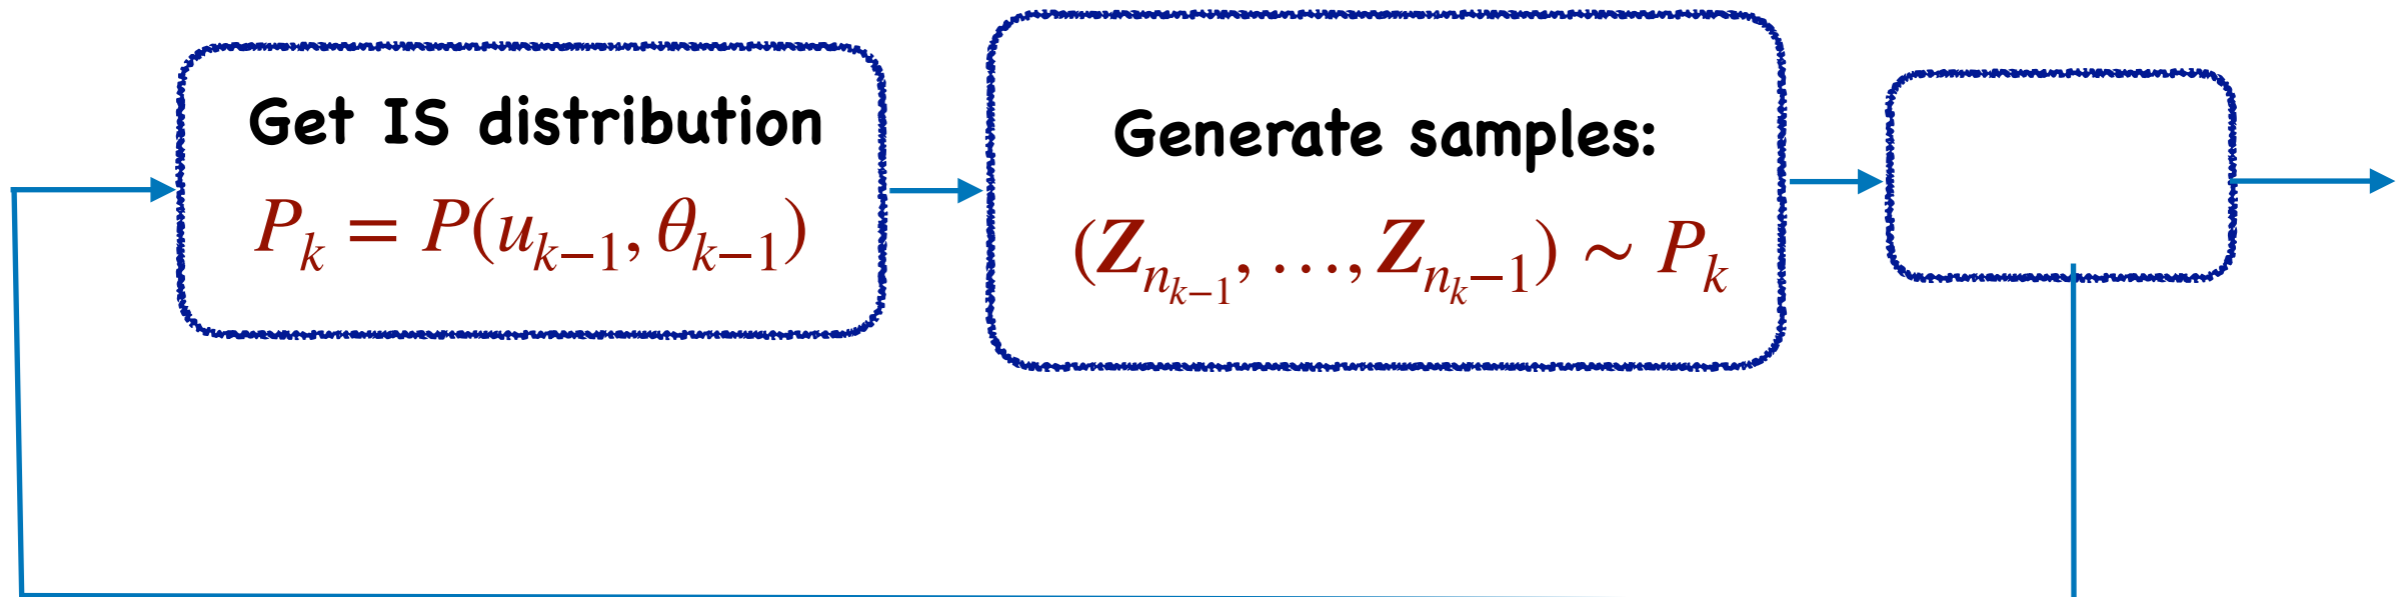 Get IS distribution
P_k = P(u_{k−1}, θ_{k−1})
Generate samples:
(Z_{n_{k−1}}, …, Z_{n_k−1}) ∼ P_k